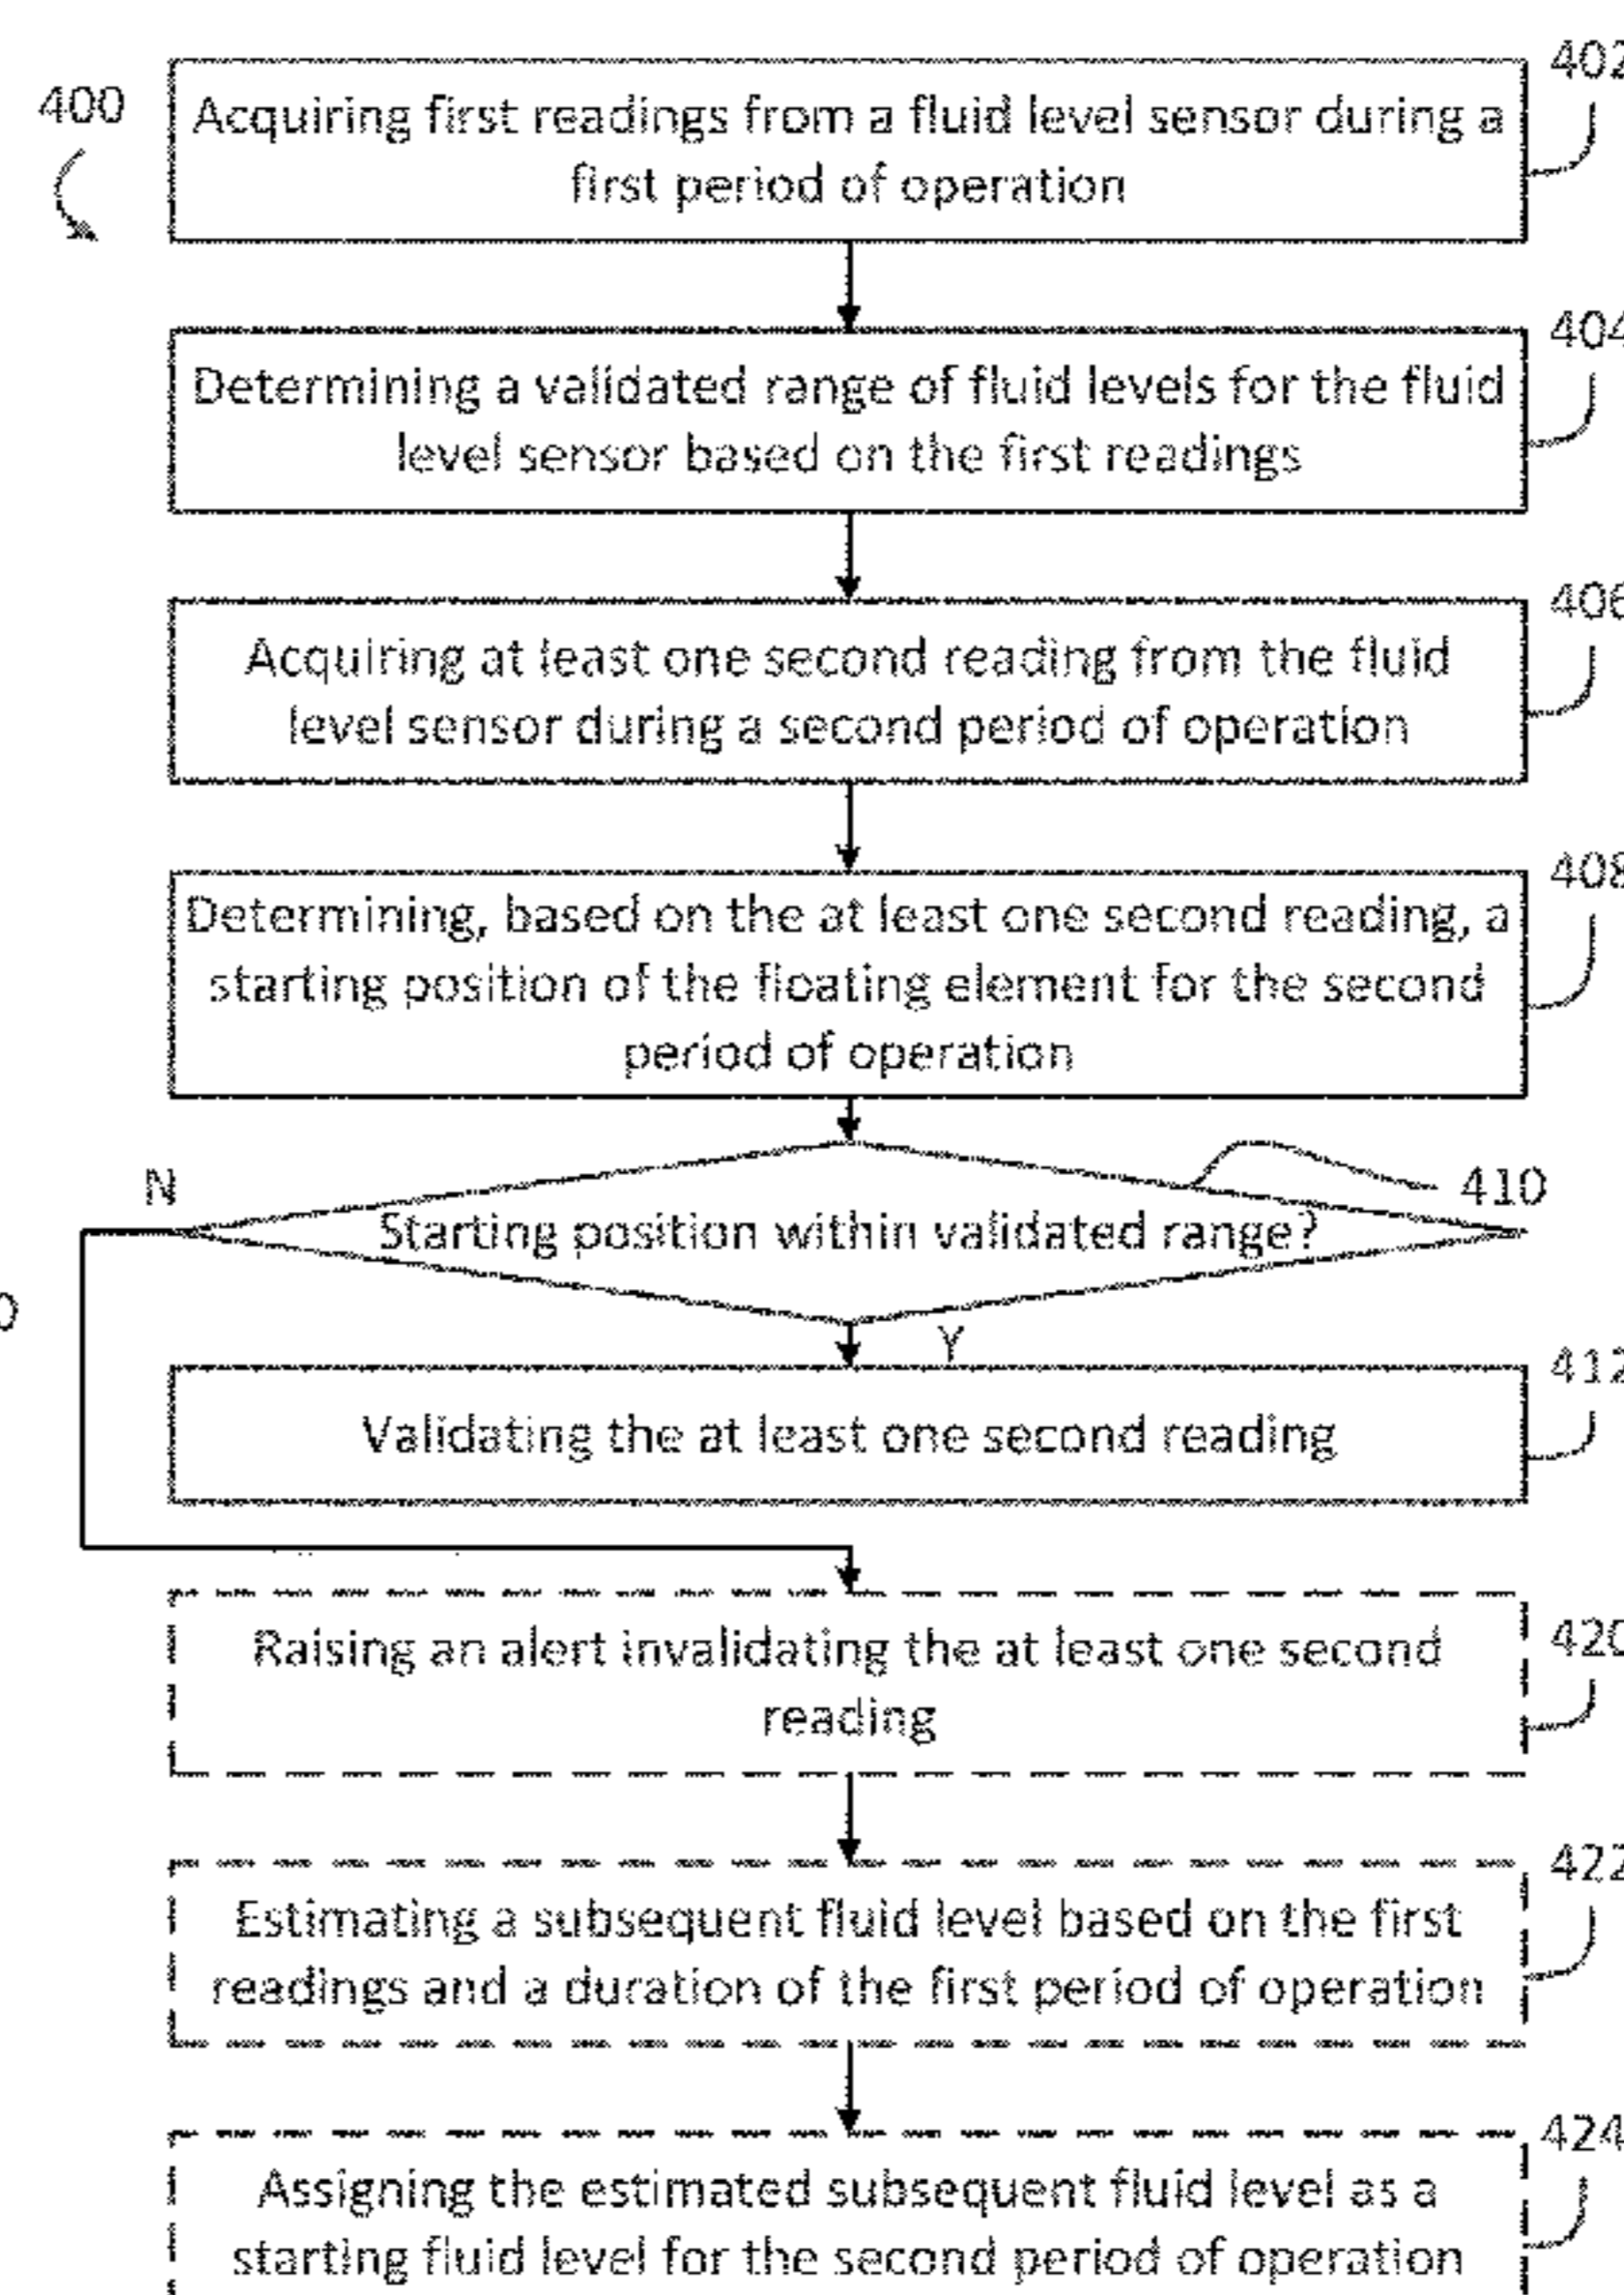 400
402
Acquiring first readings from a fluid level sensor during a
first period of operation
404
Determining a validated range of fluid levels for the fluid
level sensor based on the first readings
406
Acquiring at least one second reading from the fluid
level sensor during a second period of operation
408
Determining, based on the at least one second reading, a
starting position of the floating element for the second
period of operation
N
410
Starting position within validated range?
0
Y
412
Validating the at least one second reading
420
Raising an alert invalidating the at least one second
reading
422
Estimating a subsequent fluid level based on the first
readings and a duration of the first period of operation
424
Assigning the estimated subsequent fluid level as a
starting fluid level for the second period of operation